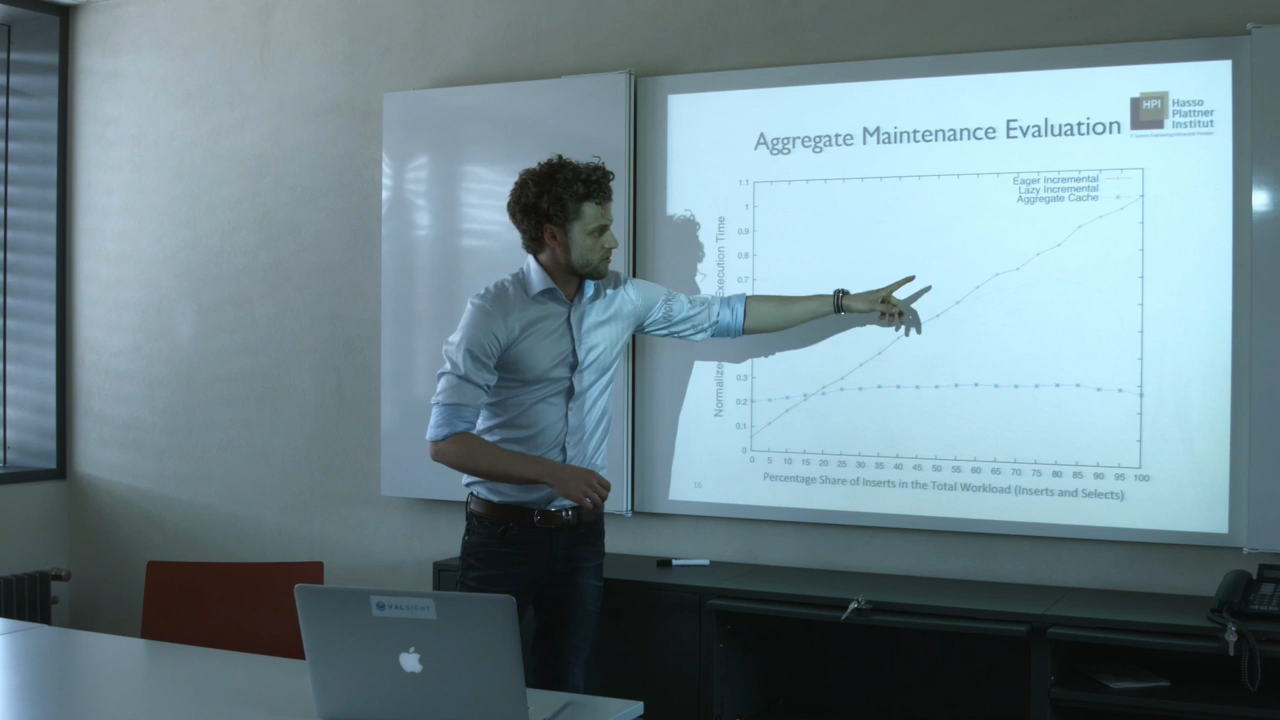 Aggregate Maintenance Evaluation
HPI
Hasso
Plattner
Institut
Eager Incremental
Lazy Incremental
Aggregate Cache
1.1
1
0.9
0.8
0.7
0.3
0.2
0.1
0
Normalized Execution Time
0 5 10 15 20 25 30 35 40 45 50 55 60 65 70 75 80 85 90 95 100
Percentage Share of Inserts in the Total Workload (Inserts and Selects)
16
VALSIGHT